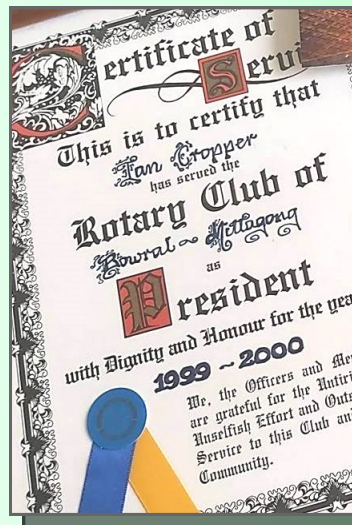 Certificate of
Servi
This is to certify that
Ian Cropper
has served the
Rotary Club of
Bowral ~ Mittagong
as
President
with Dignity and Honour for the yea
1999 ~ 2000
We, the Officers and Me
are grateful for the Untiri
Unselfish Effort and Outs
Service to this Club an
Community.